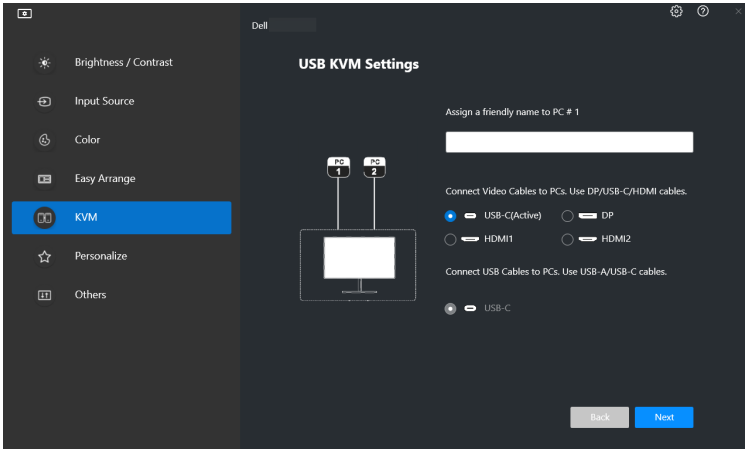 Dell
Brightness / Contrast
Input Source
Color
Easy Arrange
KVM
Personalize
Others
USB KVM Settings
PC
1
PC
2
Assign a friendly name to PC # 1
Connect Video Cables to PCs. Use DP/USB-C/HDMI cables.
USB-C(Active) DP
HDMI1 HDMI2
Connect USB Cables to PCs. Use USB-A/USB-C cables.
USB-C
Back Next